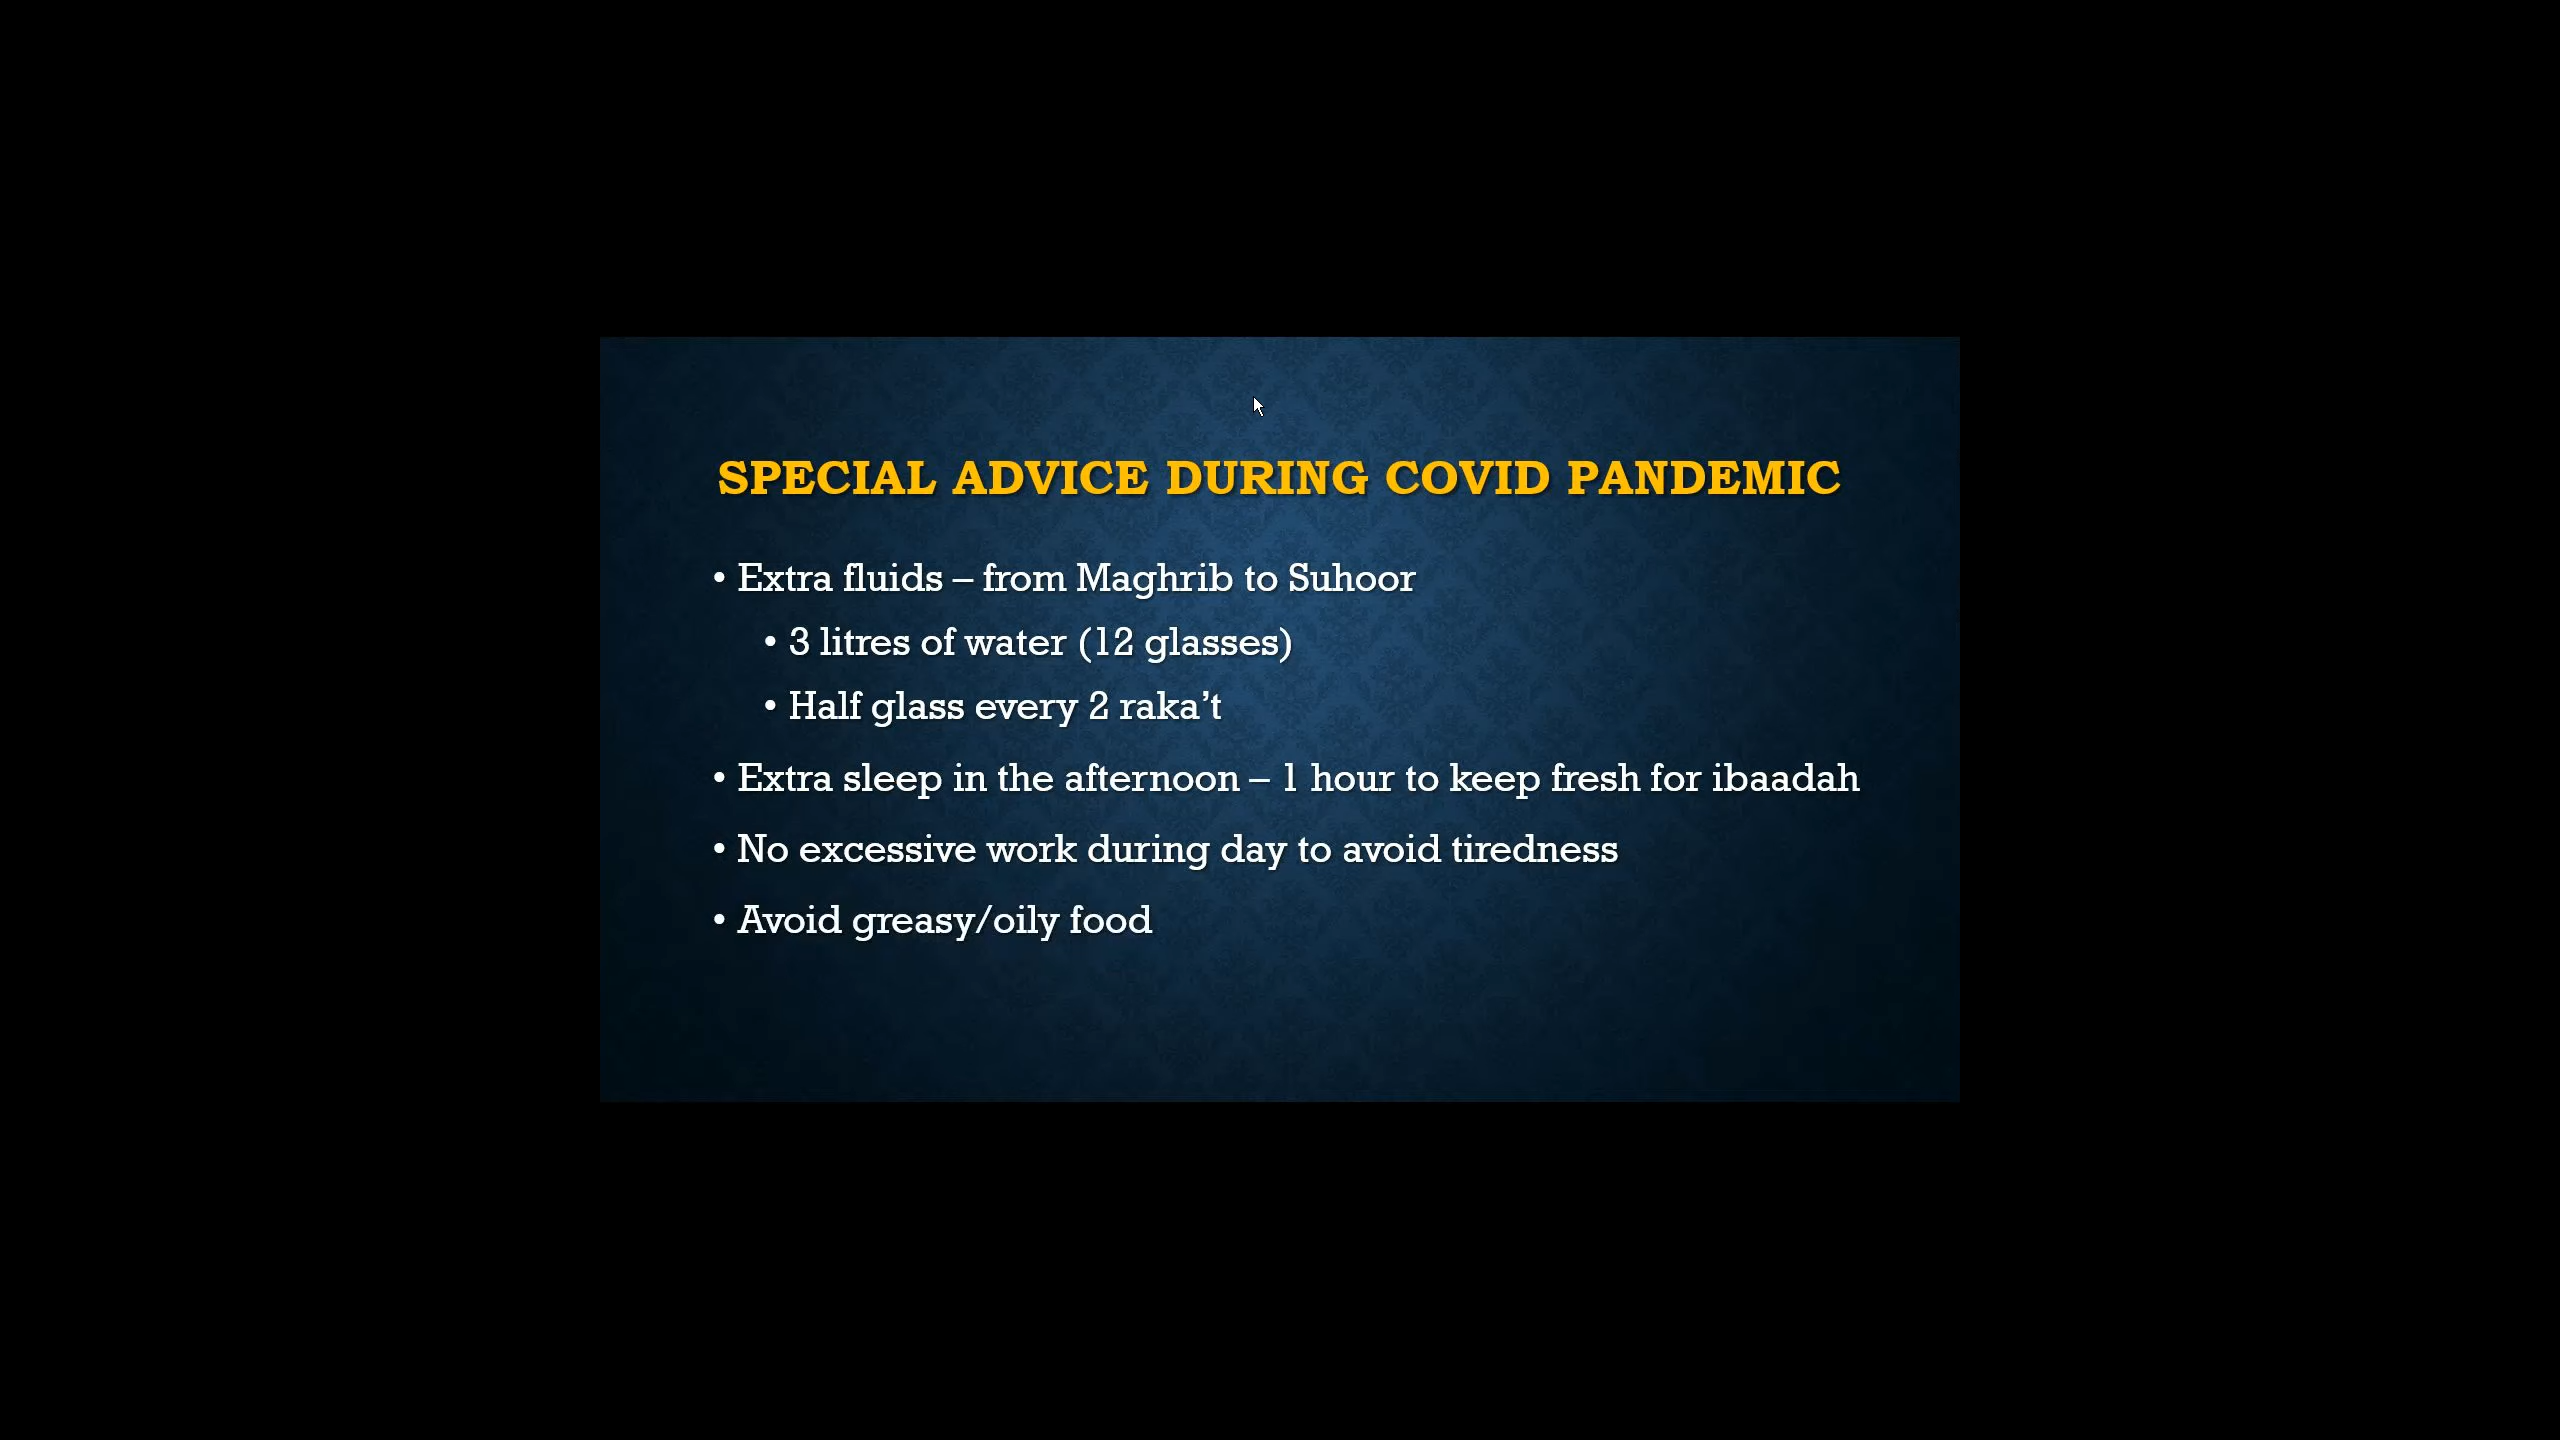 SPECIAL ADVICE DURING COVID PANDEMIC
• Extra fluids – from Maghrib to Suhoor
• 3 litres of water (12 glasses)
• Half glass every 2 raka’t
• Extra sleep in the afternoon – 1 hour to keep fresh for ibaadah
• No excessive work during day to avoid tiredness
• Avoid greasy/oily food